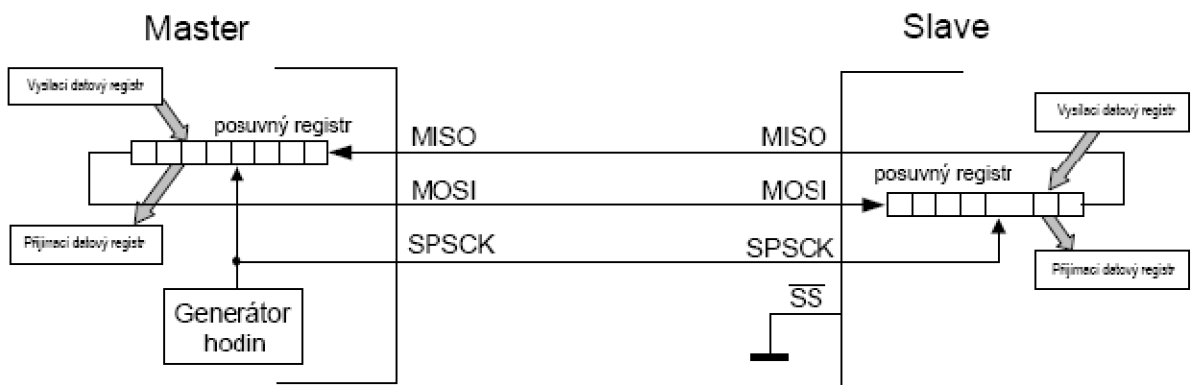 Master
Slave
Vysílací datový registr
posuvný registr
MISO
MISO
Vysílací datový registr
MOSI
MOSI
posuvný registr
Přijímací datový registr
SPSCK
SPSCK
Přijímací datový registr
Generátor
hodin
SS